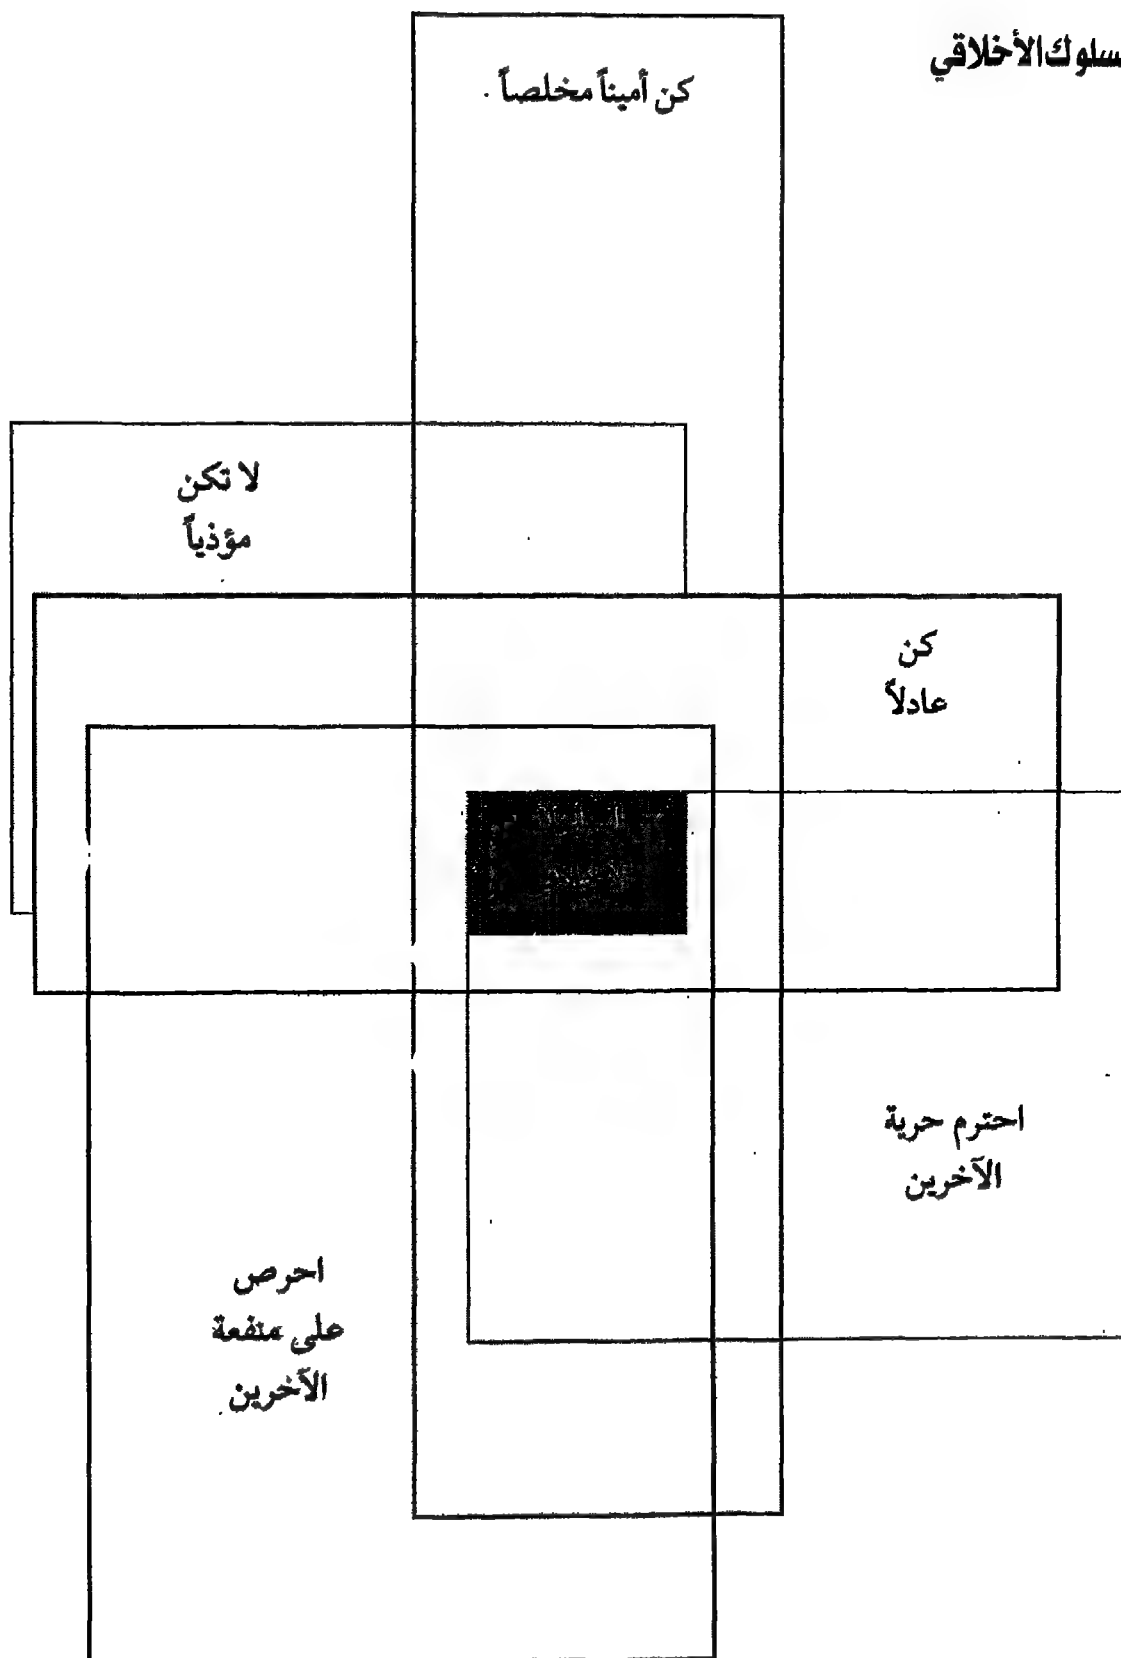 سلوك الأخلاقي
كن أميناً مخلصاً .
لا تكن
مؤذياً
كن
عادلاً
احترم حرية
الآخرين
احرص
على منفعة
الآخرين